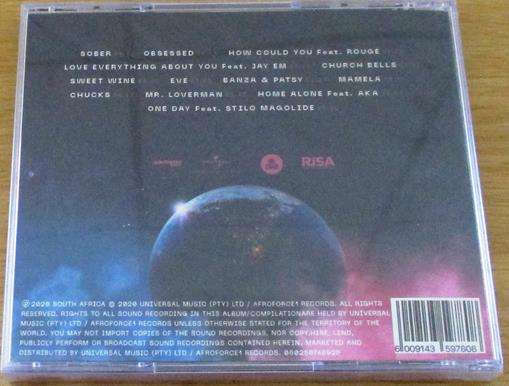 SOBER OBSESSED HOW COULD YOU Feat. ROUGE
LOVE EVERYTHING ABOUT YOU Feat. JAY EM CHURCH BELLS
SWEET WINE EVE BANZA & PATSY MAMELA
CHUCKS MR. LOVERMAN HOME ALONE Feat. AKA
ONE DAY Feat. STILO MAGOLIDE
RISA
℗ 2020 SOUTH AFRICA © 2020 UNIVERSAL MUSIC (PTY) LTD / AFROFORCE1 RECORDS. ALL RIGHTS
RESERVED. RIGHTS TO ALL SOUND RECORDING IN THIS ALBUM/COMPILATIONARE HELD BY UNIVERSAL
MUSIC (PTY) LTD / AFROFORCE1 RECORDS UNLESS OTHERWISE STATED FOR THE TERRITORY OF THE
WORLD. YOU MAY NOT IMPORT COPIES OF THE SOUND RECORDINGS, NOR COPY, HIRE, LEND,
PUBLICLY PERFORM OR BROADCAST SOUND RECORDINGS CONTAINED HEREIN. MARKETED AND
DISTRIBUTED BY UNIVERSAL MUSIC (PTY) LTD / AFROFORCE1 RECORDS.
6 009143 597608